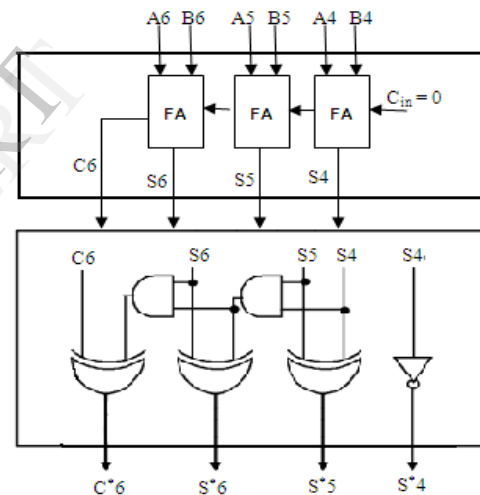 A6 B6 A5 B5 A4 B4
FA FA FA Cin = 0
C6 S6 S5 S4
C6 S6 S5 S4 S4
C*6 S*6 S*5 S*4